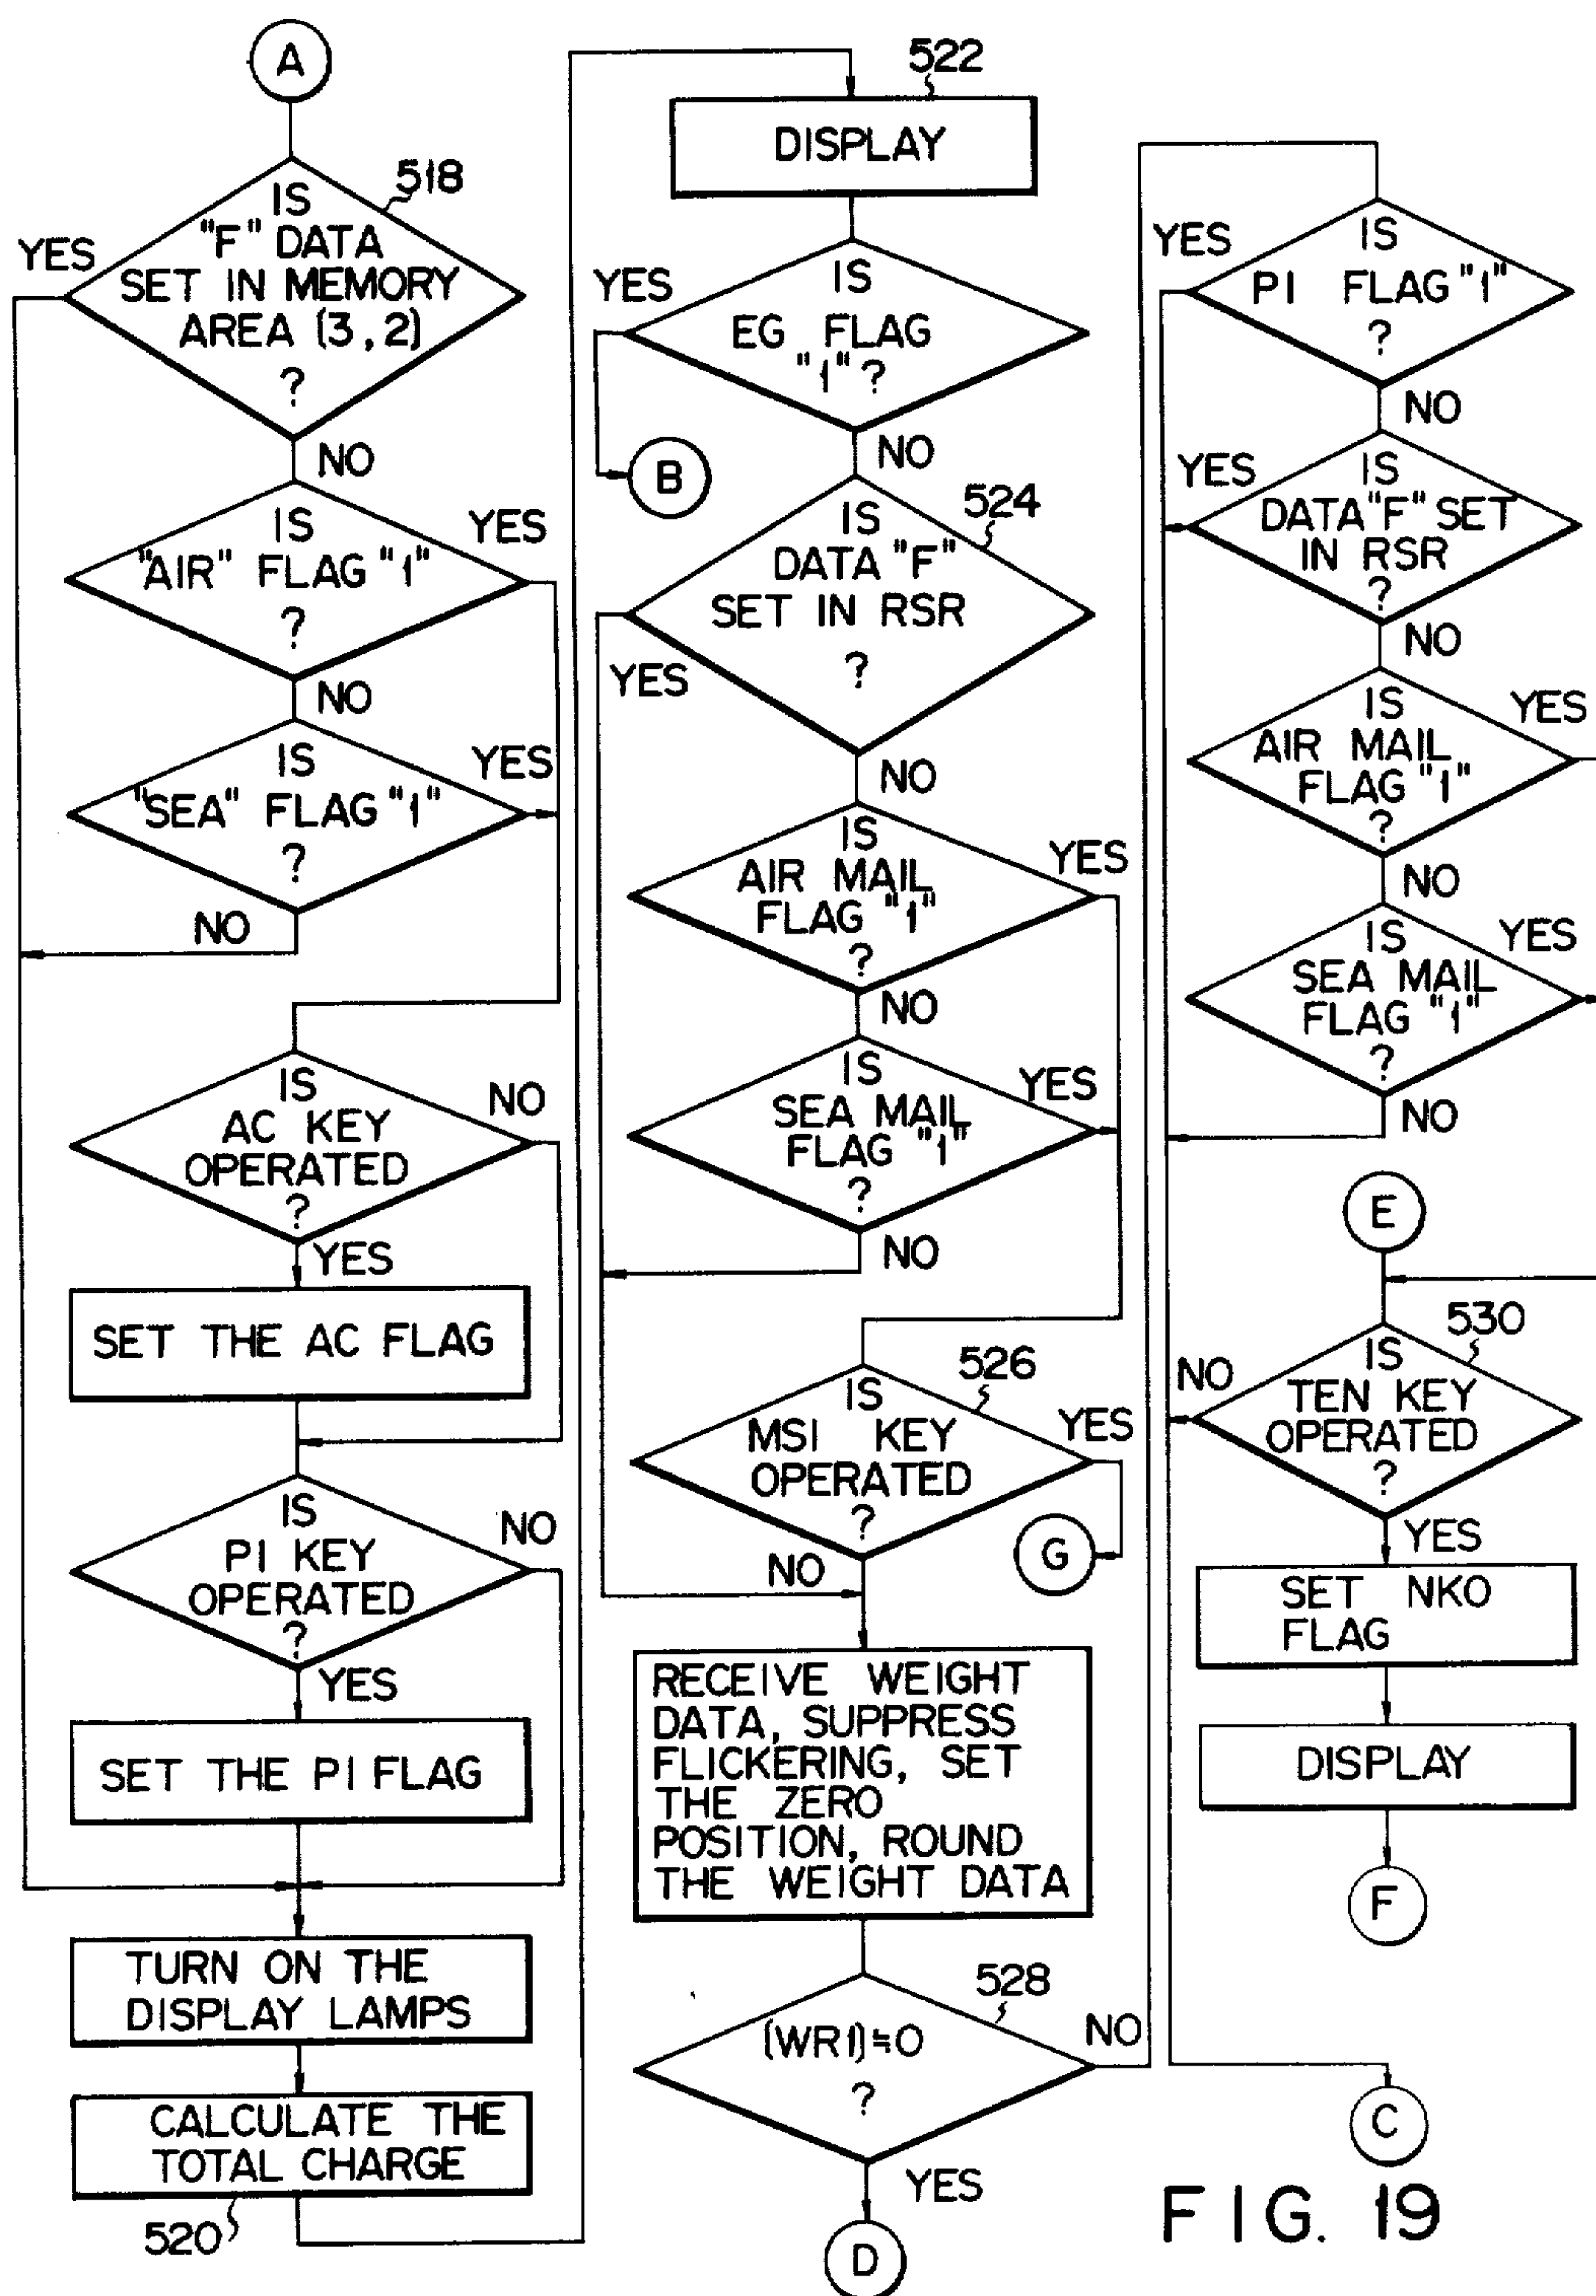 A
518
IS
"F" DATA
SET IN MEMORY
AREA (3,2)
?
YES
NO
IS
"AIR" FLAG "1"
?
YES
NO
IS
"SEA" FLAG "1"
?
YES
NO
IS
AC KEY
OPERATED
?
NO
YES
SET THE AC FLAG
IS
PI KEY
OPERATED
?
NO
YES
SET THE PI FLAG
TURN ON THE
DISPLAY LAMPS
CALCULATE THE
TOTAL CHARGE
520
522
DISPLAY
IS
EG FLAG
"1" ?
YES
B
NO
524
IS
DATA "F"
SET IN RSR
?
YES
NO
IS
AIR MAIL
FLAG "1"
?
YES
NO
IS
SEA MAIL
FLAG "1"
?
YES
NO
526
IS
MSI KEY
OPERATED
?
YES
G
NO
RECEIVE WEIGHT
DATA, SUPPRESS
FLICKERING, SET
THE ZERO
POSITION, ROUND
THE WEIGHT DATA
528
(WR1)≒0
?
NO
YES
D
IS
PI FLAG "1"
?
YES
NO
IS
DATA "F" SET
IN RSR
?
YES
NO
IS
AIR MAIL
FLAG "1"
?
YES
NO
IS
SEA MAIL
FLAG "1"
?
YES
NO
E
530
IS
TEN KEY
OPERATED
?
NO
YES
SET NKO
FLAG
DISPLAY
F
C
FIG. 19